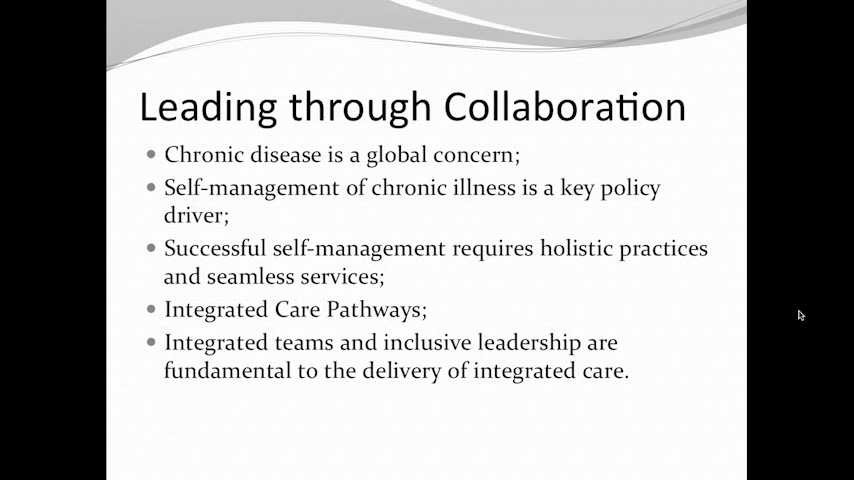 Leading through Collaboration
• Chronic disease is a global concern;
• Self-management of chronic illness is a key policy
driver;
• Successful self-management requires holistic practices
and seamless services;
• Integrated Care Pathways;
• Integrated teams and inclusive leadership are
fundamental to the delivery of integrated care.